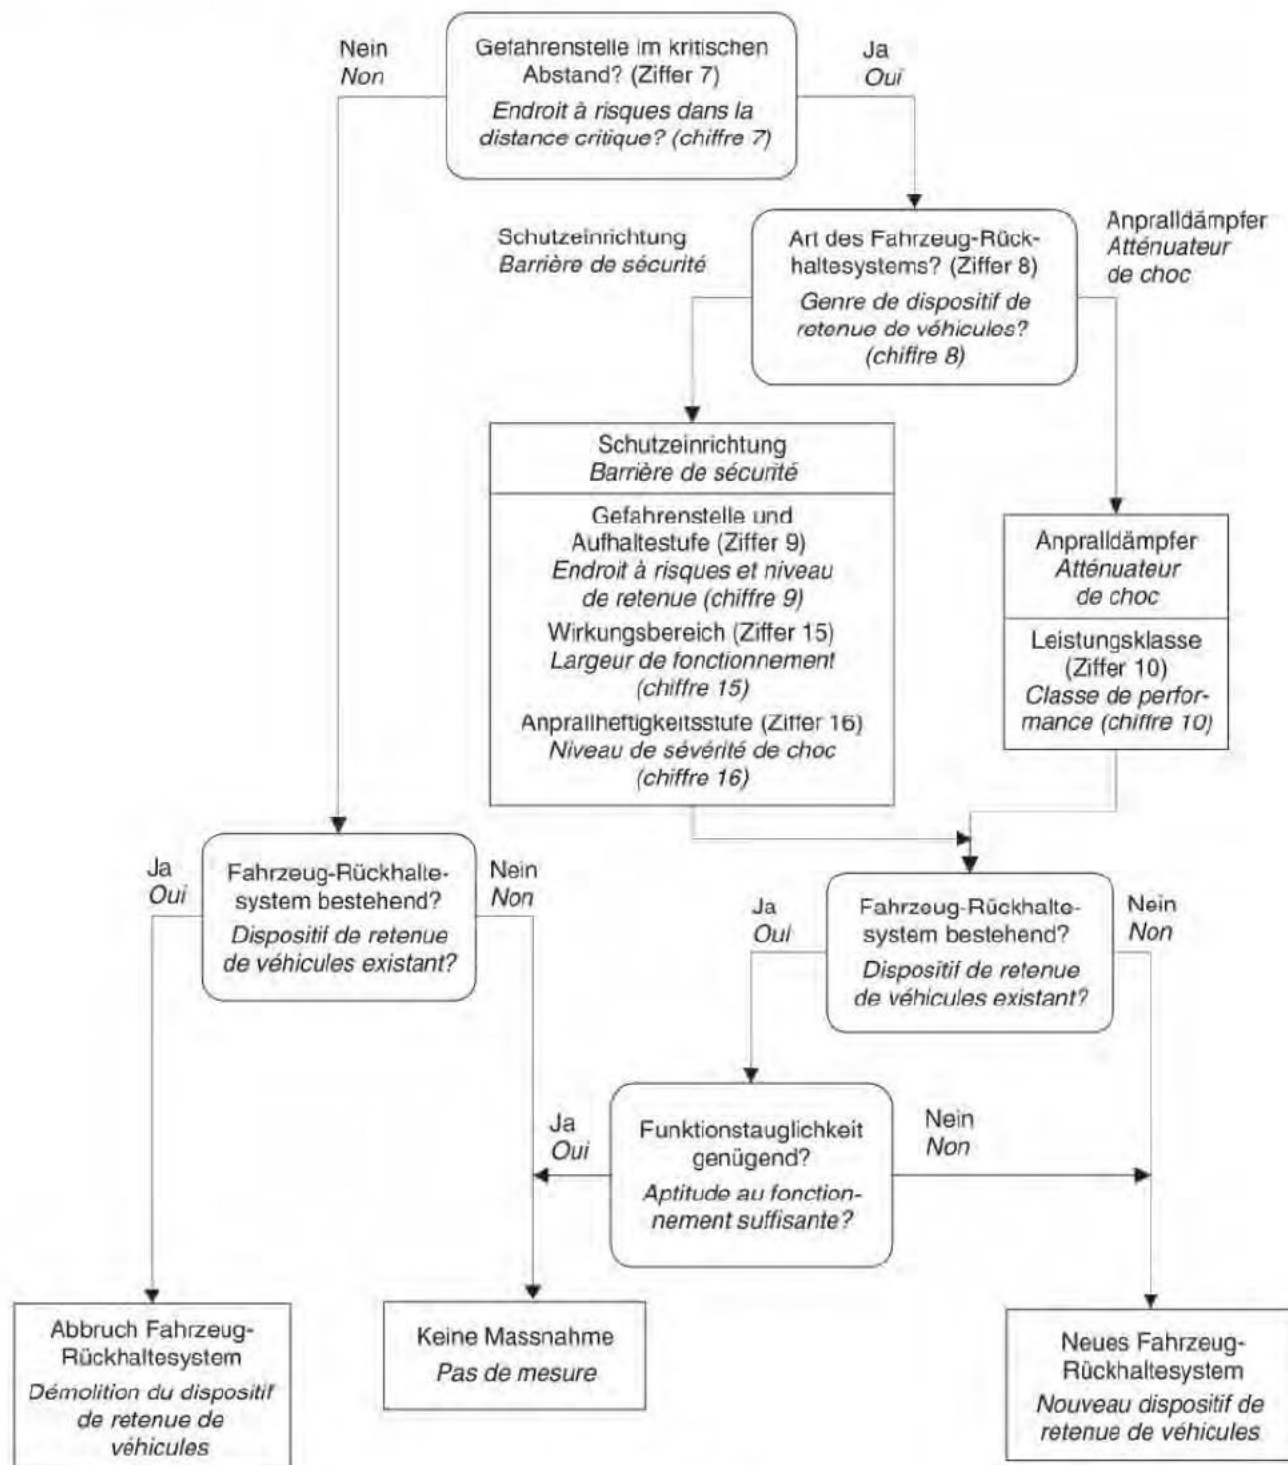 Nein
Non
Gefahrenstelle im kritischen
Abstand? (Ziffer 7)
Endroit à risques dans la
distance critique? (chiffre 7)
Ja
Oui
Schutzeinrichtung
Barrière de sécurité
Art des Fahrzeug-Rück-
haltesystems? (Ziffer 8)
Genre de dispositif de
retenue de véhicules?
(chiffre 8)
Anpralldämpfer
Atténuateur
de choc
Schutzeinrichtung
Barrière de sécurité
Gefahrenstelle und
Aufhaltestufe (Ziffer 9)
Endroit à risques et niveau
de retenue (chiffre 9)
Wirkungsbereich (Ziffer 15)
Largeur de fonctionnement
(chiffre 15)
Anprallheftigkeitsstufe (Ziffer 16)
Niveau de sévérité de choc
(chiffre 16)
Anpralldämpfer
Atténuateur
de choc
Leistungsklasse
(Ziffer 10)
Classe de perfor-
mance (chiffre 10)
Ja
Oui
Fahrzeug-Rückhalte-
system bestehend?
Dispositif de retenue
de véhicules existant?
Nein
Non
Ja
Oui
Fahrzeug-Rückhalte-
system bestehend?
Dispositif de retenue
de véhicules existant?
Nein
Non
Ja
Oui
Funktionstauglichkeit
genügend?
Aptitude au fonction-
nement suffisante?
Nein
Non
Abbruch Fahrzeug-
Rückhaltesystem
Démolition du dispositif
de retenue de
véhicules
Keine Massnahme
Pas de mesure
Neues Fahrzeug-
Rückhaltesystem
Nouveau dispositif de
retenue de véhicules